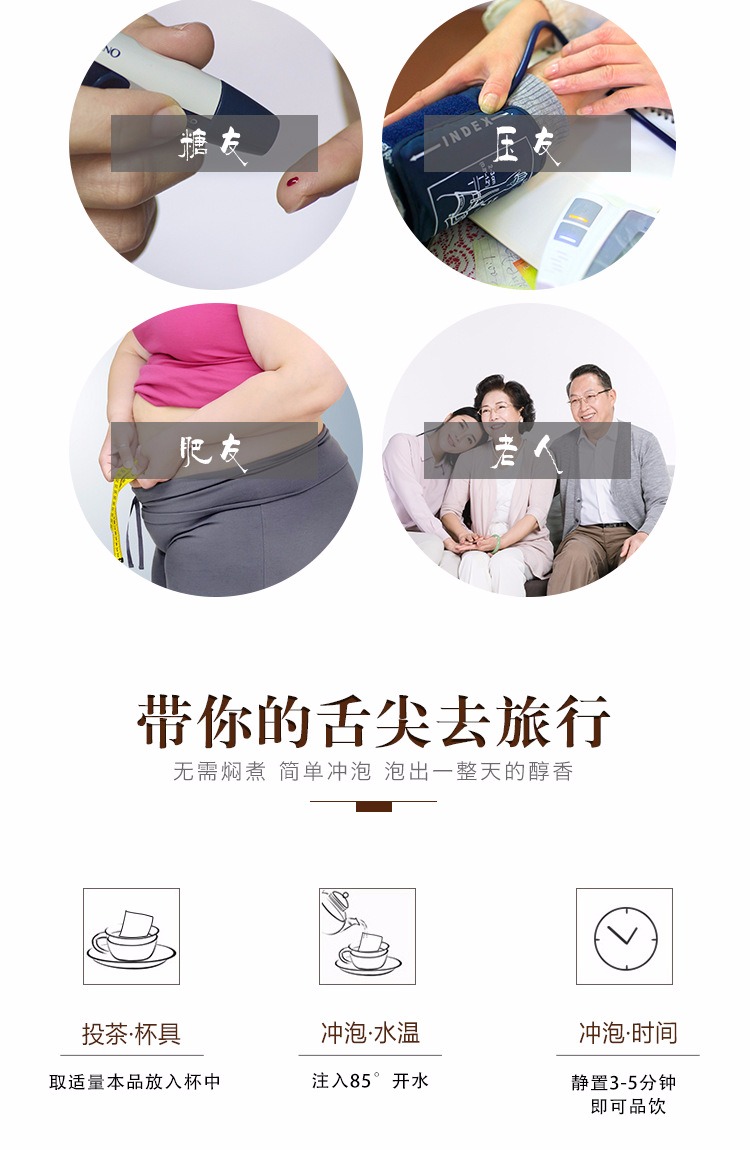 糖友
压友
INDEX
肥友
老人
带你的舌尖去旅行
无需焖煮 简单冲泡 泡出一整天的醇香
投茶·杯具
冲泡·水温
冲泡·时间
取适量本品放入杯中
注入85°开水
静置3-5分钟
即可品饮